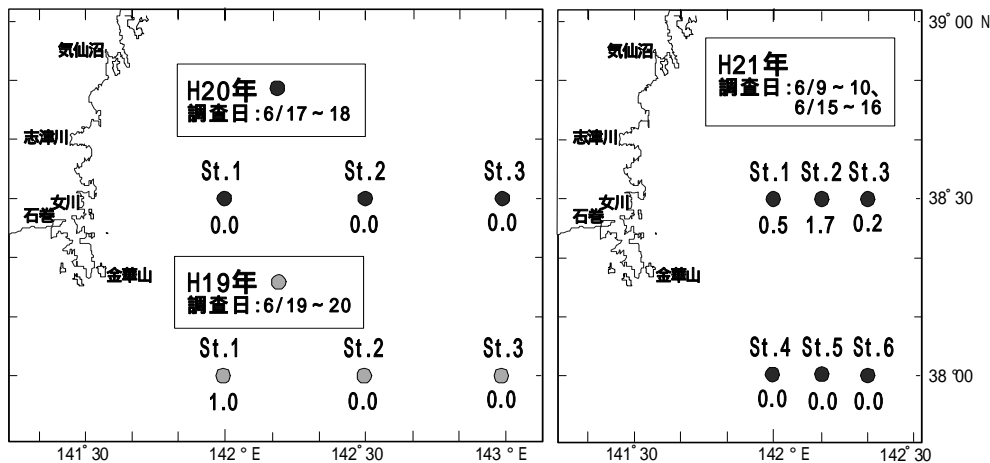 気仙沼
志津川
女川
石巻
金華山
H20年
調査日:6/17~18
St.1 St.2 St.3
0.0 0.0 0.0
H19年
調査日:6/19~20
St.1 St.2 St.3
1.0 0.0 0.0
141°30 142°E 142°30 143°E
気仙沼
志津川
女川
石巻
金華山
H21年
調査日:6/9~10、
6/15~16
St.1 St.2 St.3
0.5 1.7 0.2
St.4 St.5 St.6
0.0 0.0 0.0
39°00 N
38°30
38°00
141°30 142°E 142°30